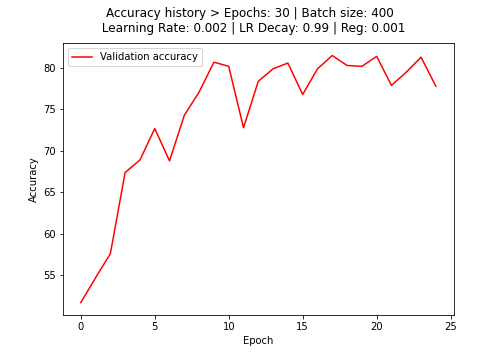 Accuracy history > Epochs: 30 | Batch size: 400
Learning Rate: 0.002 | LR Decay: 0.99 | Reg: 0.001
Validation accuracy
80
75
70
65
60
55
Accuracy
0 5 10 15 20 25
Epoch